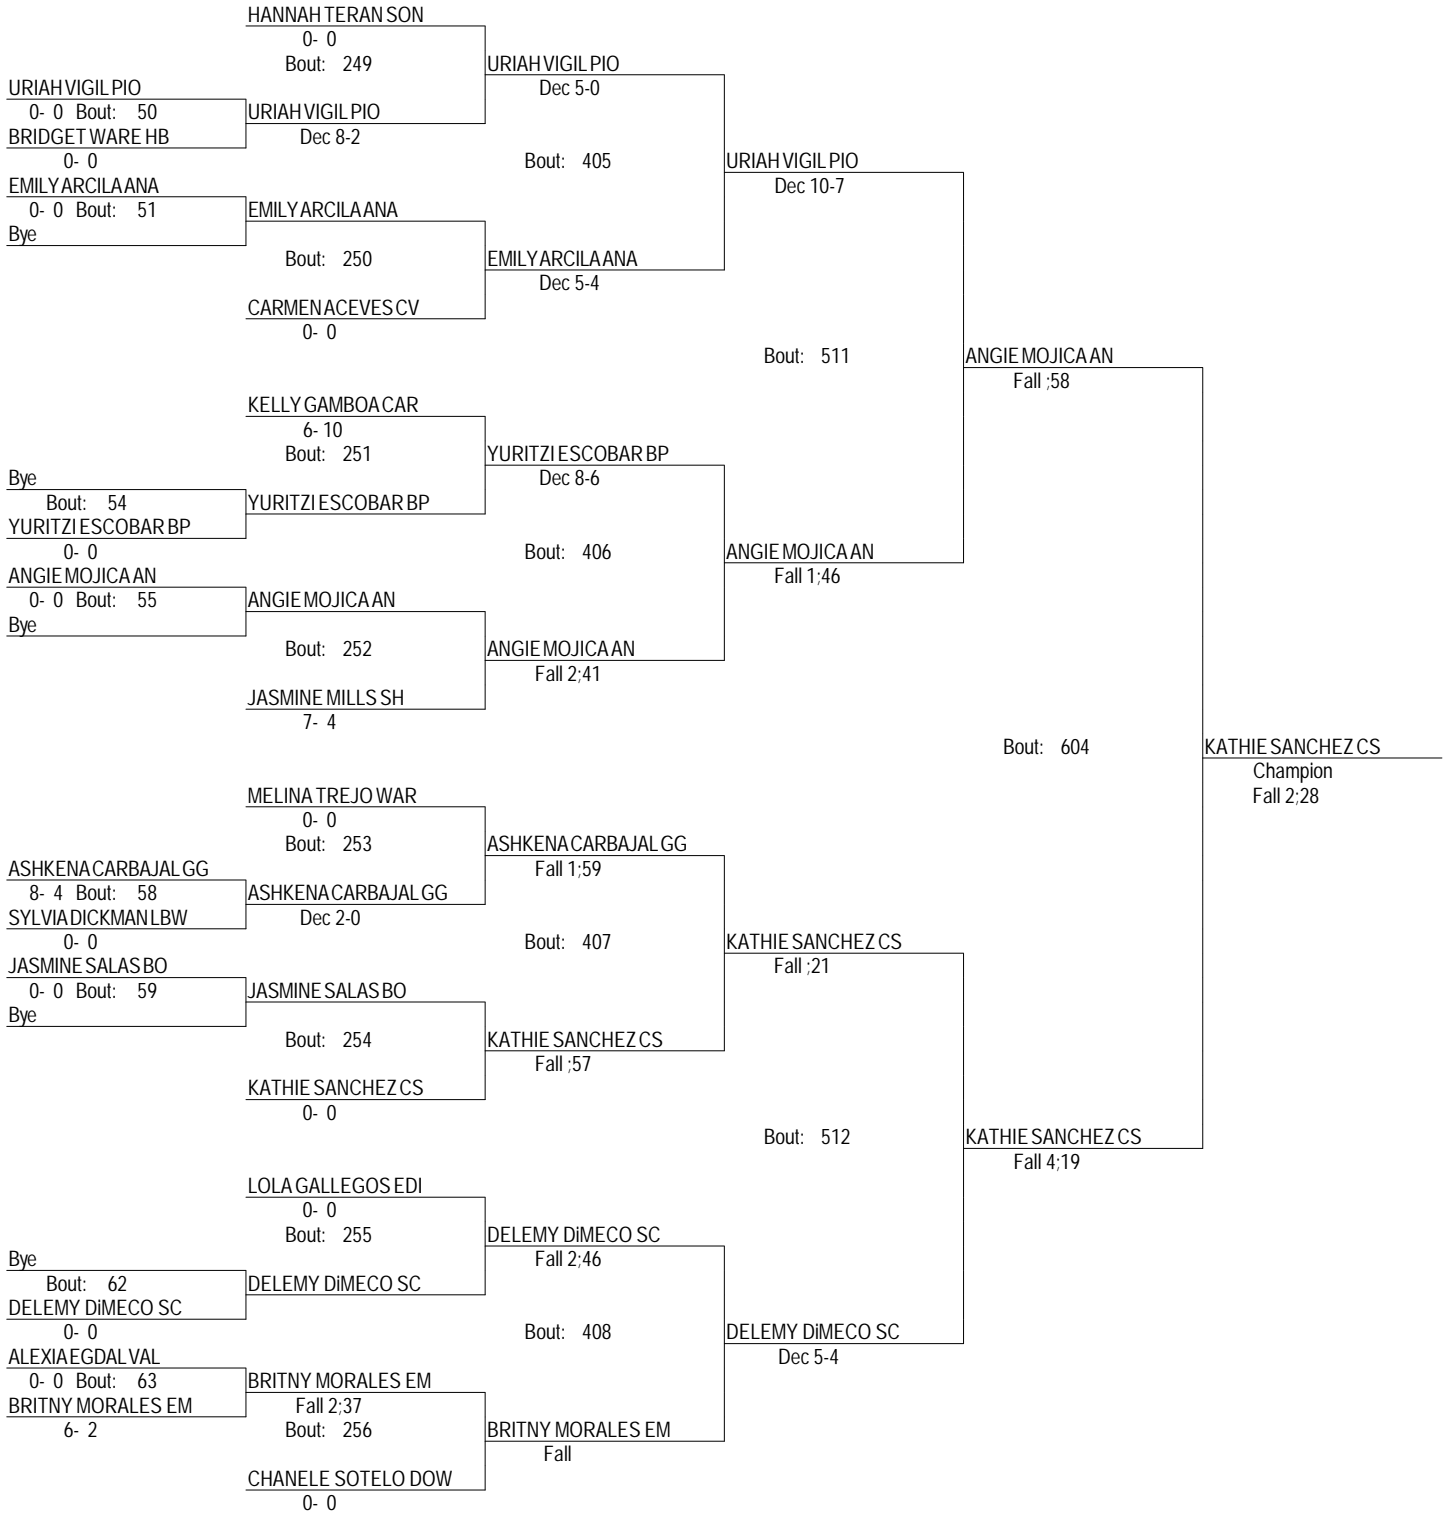 HANNAH TERAN SON
0- 0
Bout: 249
URIAH VIGIL PIO
Dec 5-0
URIAH VIGIL PIO
0- 0 Bout: 50
URIAH VIGIL PIO
BRIDGET WARE HB
Dec 8-2
0- 0
Bout: 405
URIAH VIGIL PIO
Dec 10-7
EMILY ARCILA ANA
0- 0 Bout: 51
EMILY ARCILA ANA
Bye
Bout: 250
EMILY ARCILA ANA
Dec 5-4
CARMEN ACEVES CV
0- 0
Bout: 511
ANGIE MOJICA AN
Fall ;58
KELLY GAMBOA CAR
6- 10
Bout: 251
YURITZI ESCOBAR BP
Dec 8-6
Bye
Bout: 54
YURITZI ESCOBAR BP
YURITZI ESCOBAR BP
0- 0
Bout: 406
ANGIE MOJICA AN
Fall 1;46
ANGIE MOJICA AN
0- 0 Bout: 55
ANGIE MOJICA AN
Bye
Bout: 252
ANGIE MOJICA AN
Fall 2;41
JASMINE MILLS SH
7- 4
Bout: 604
KATHIE SANCHEZ CS
Champion
Fall 2;28
MELINA TREJO WAR
0- 0
Bout: 253
ASHKENA CARBAJAL GG
Fall 1;59
ASHKENA CARBAJAL GG
8- 4 Bout: 58
ASHKENA CARBAJAL GG
SYLVIA DICKMAN LBW
Dec 2-0
0- 0
Bout: 407
KATHIE SANCHEZ CS
Fall ;21
JASMINE SALAS BO
0- 0 Bout: 59
JASMINE SALAS BO
Bye
Bout: 254
KATHIE SANCHEZ CS
Fall ;57
KATHIE SANCHEZ CS
0- 0
Bout: 512
KATHIE SANCHEZ CS
Fall 4;19
LOLA GALLEGOS EDI
0- 0
Bout: 255
DELEMY DiMECO SC
Fall 2;46
Bye
Bout: 62
DELEMY DiMECO SC
DELEMY DiMECO SC
0- 0
Bout: 408
DELEMY DiMECO SC
Dec 5-4
ALEXIA EGDAL VAL
0- 0 Bout: 63
BRITNY MORALES EM
BRITNY MORALES EM
Fall 2;37
6- 2
Bout: 256
BRITNY MORALES EM
Fall
CHANELE SOTELO DOW
0- 0